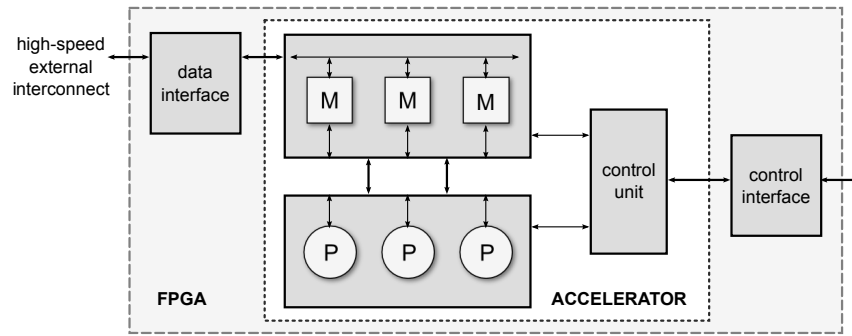 high-speed
external
interconnect
data
interface
M M M
control
unit
control
interface
P P P
FPGA
ACCELERATOR